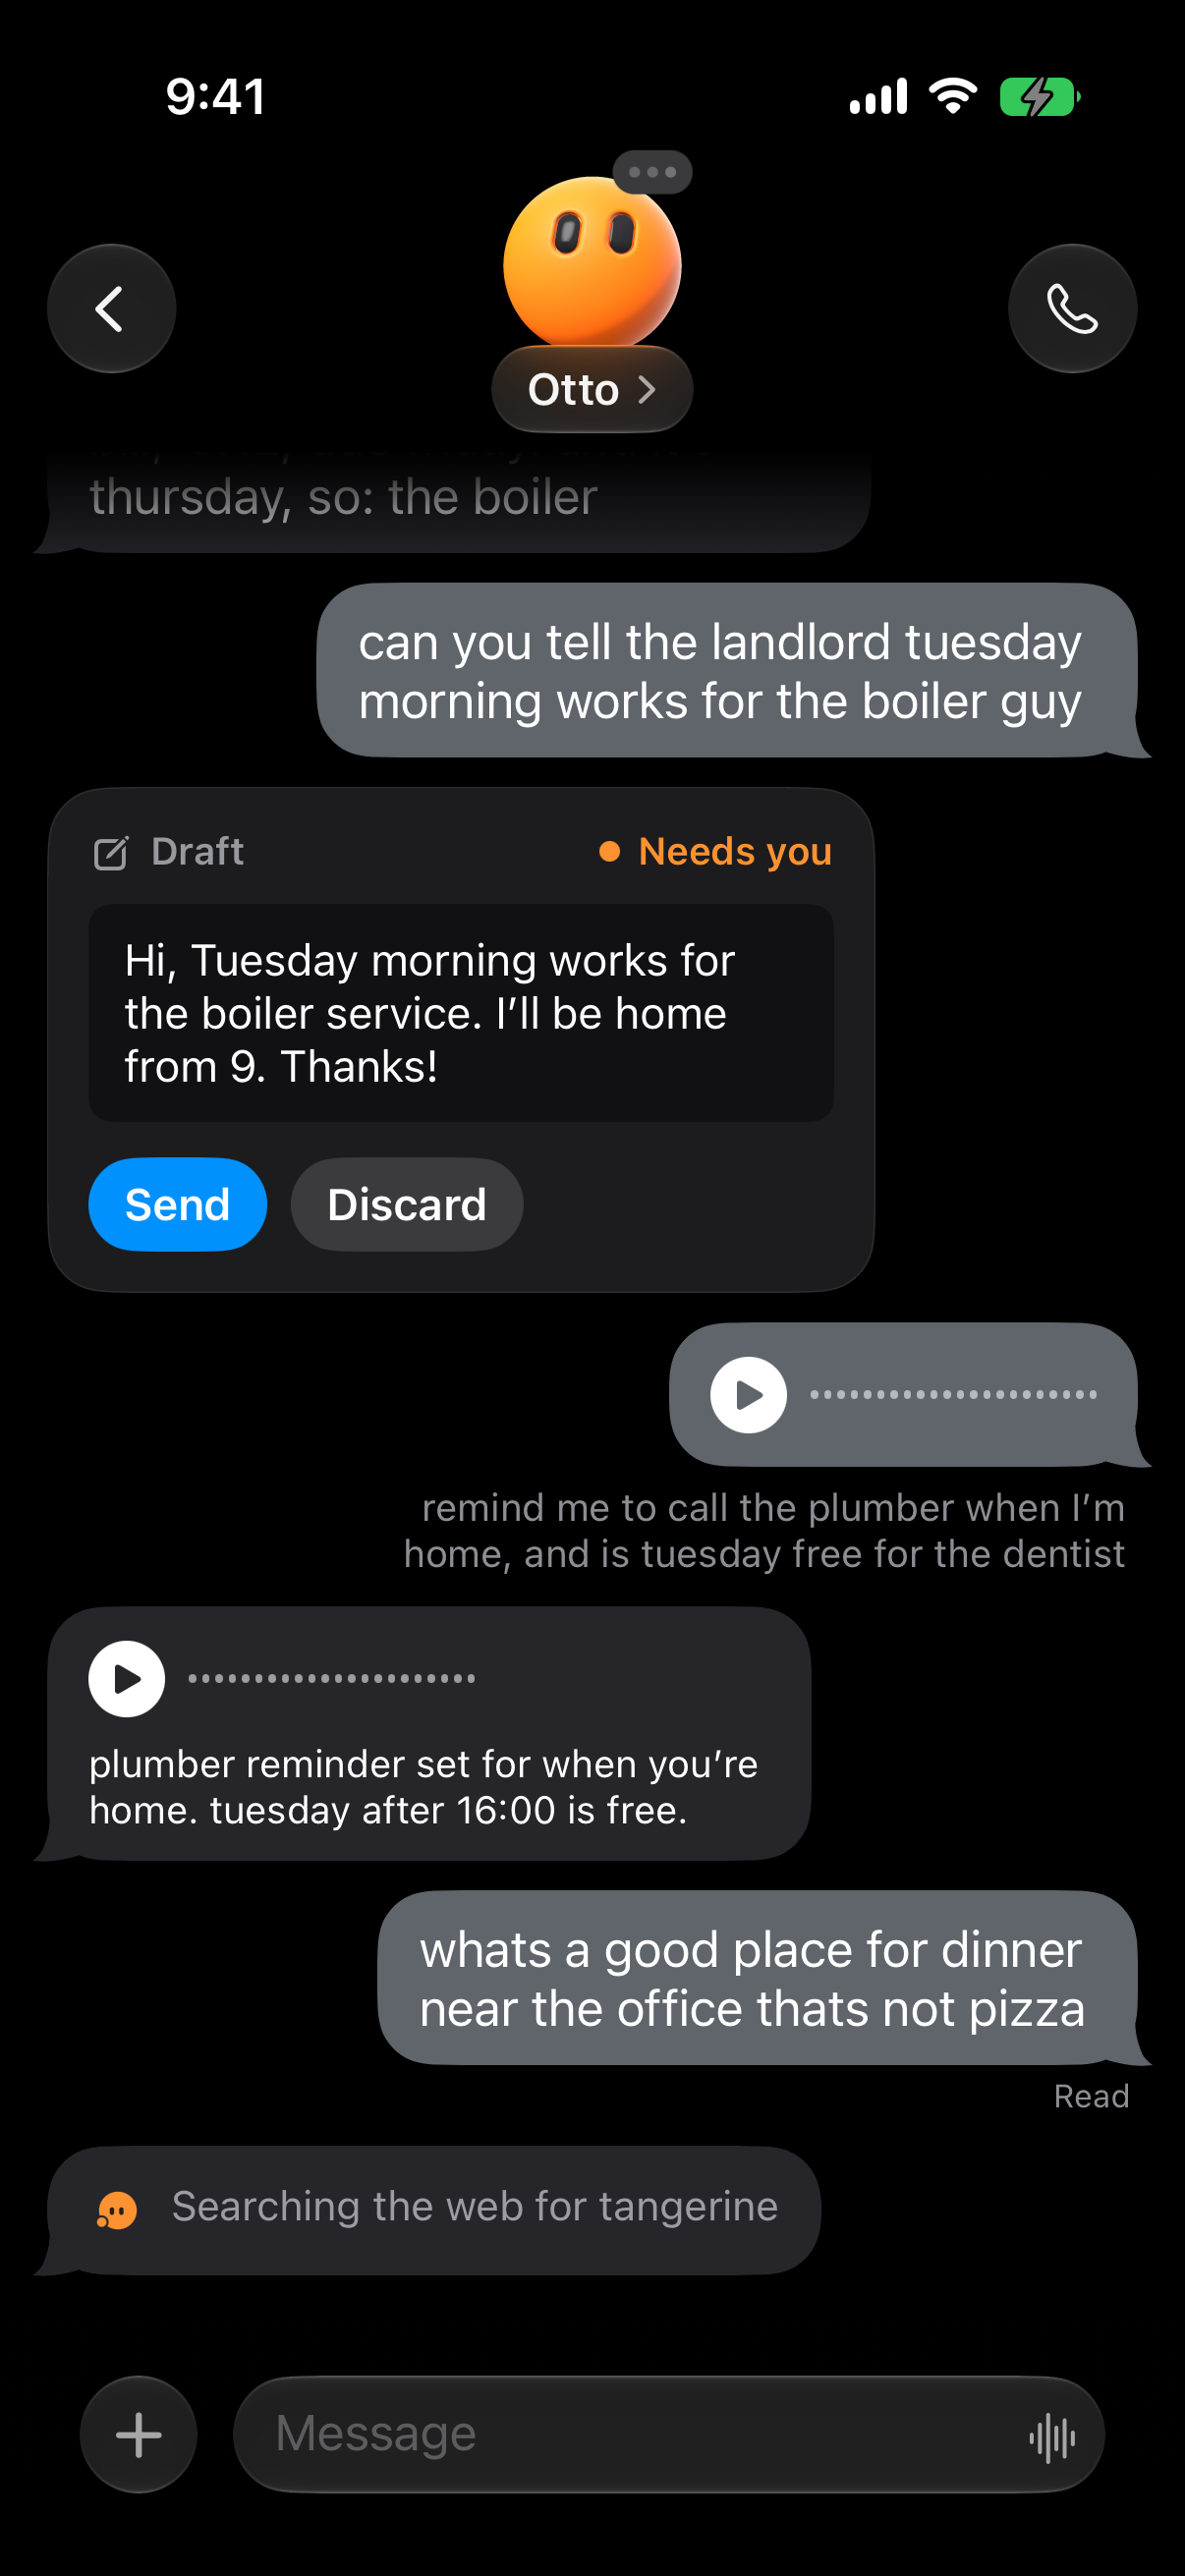 9:41
Otto
thursday, so: the boiler
can you tell the landlord tuesday
morning works for the boiler guy
Draft
Needs you
Hi, Tuesday morning works for
the boiler service. I’ll be home
from 9. Thanks!
Send
Discard
remind me to call the plumber when I’m
home, and is tuesday free for the dentist
plumber reminder set for when you’re
home. tuesday after 16:00 is free.
whats a good place for dinner
near the office thats not pizza
Read
Searching the web for tangerine
Message